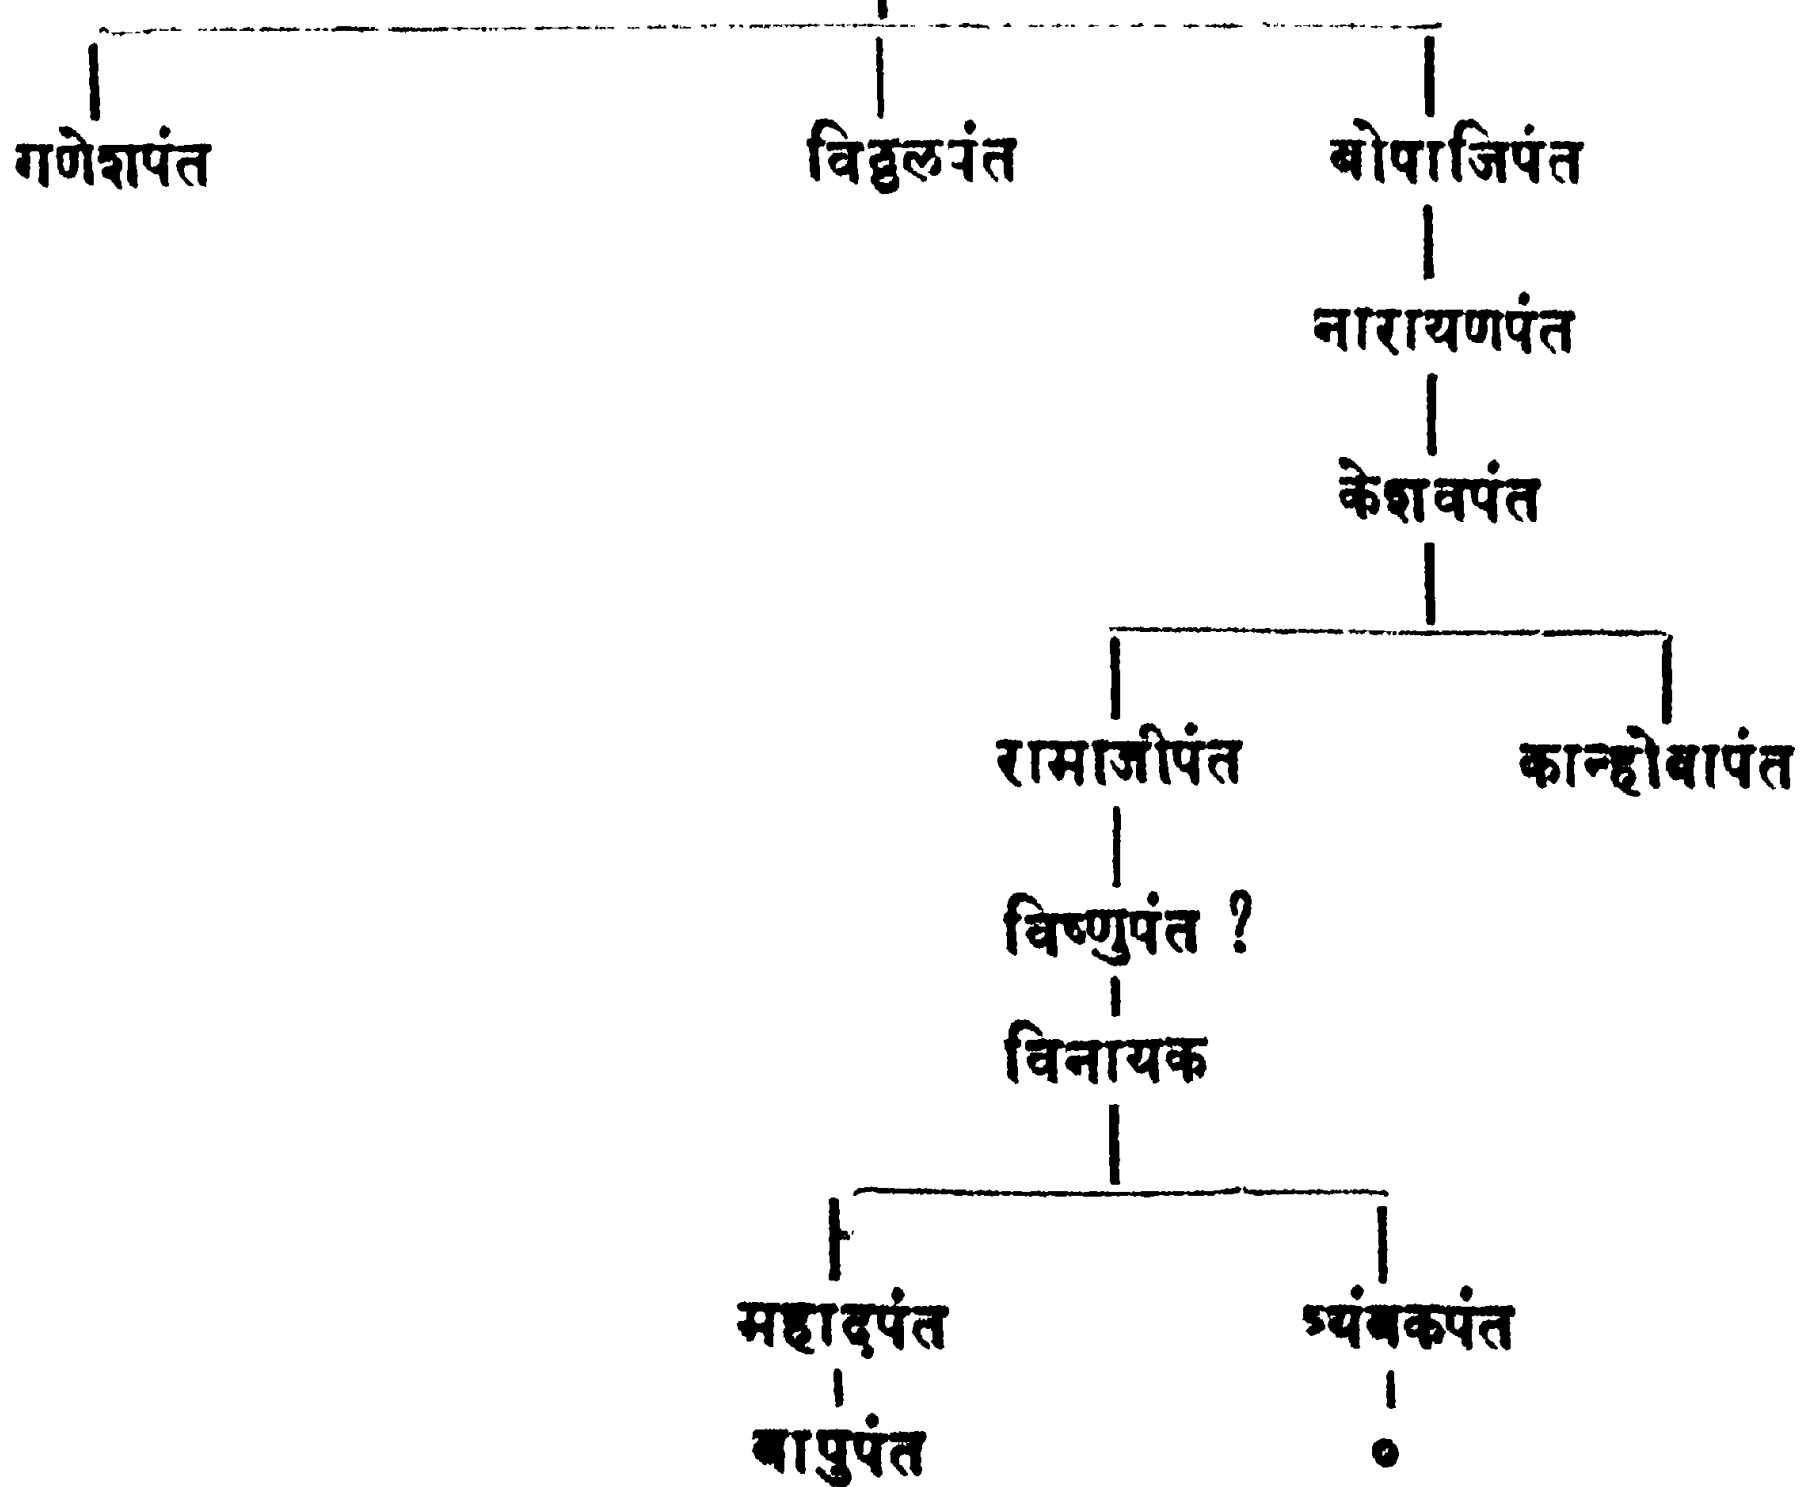 गणेशपंत विठ्ठलपंत बोपाजिपंत
नारायणपंत
केशवपंत
रामाजीपंत कान्होबापंत
विष्णुपंत ?
विनायक
महादपंत त्र्यंबकपंत
बापुपंत ०